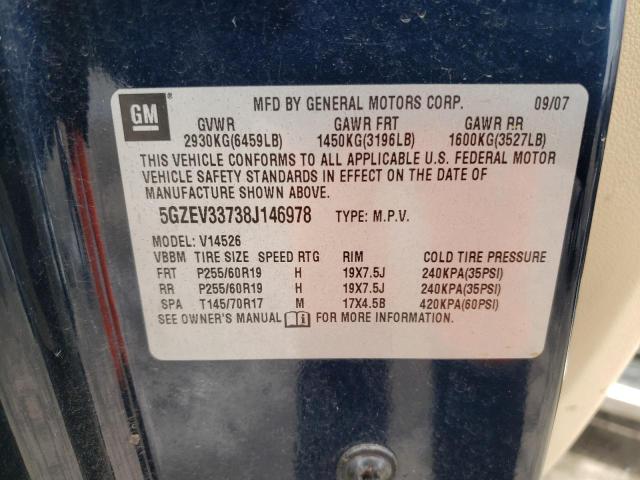 GM® MFD BY GENERAL MOTORS CORP. 09/07
GVWR GAWR FRT GAWR RR
2930KG(6459LB) 1450KG(3196LB) 1600KG(3527LB)
THIS VEHICLE CONFORMS TO ALL APPLICABLE U.S. FEDERAL MOTOR
VEHICLE SAFETY STANDARDS IN EFFECT ON THE DATE OF
MANUFACTURE SHOWN ABOVE.
5GZEV33738J146978 TYPE: M.P.V.
MODEL: V14526
VBBM TIRE SIZE SPEED RTG RIM COLD TIRE PRESSURE
FRT P255/60R19 H 19X7.5J 240KPA(35PSI)
RR P255/60R19 H 19X7.5J 240KPA(35PSI)
SPA T145/70R17 M 17X4.5B 420KPA(60PSI)
SEE OWNER'S MANUAL FOR MORE INFORMATION.